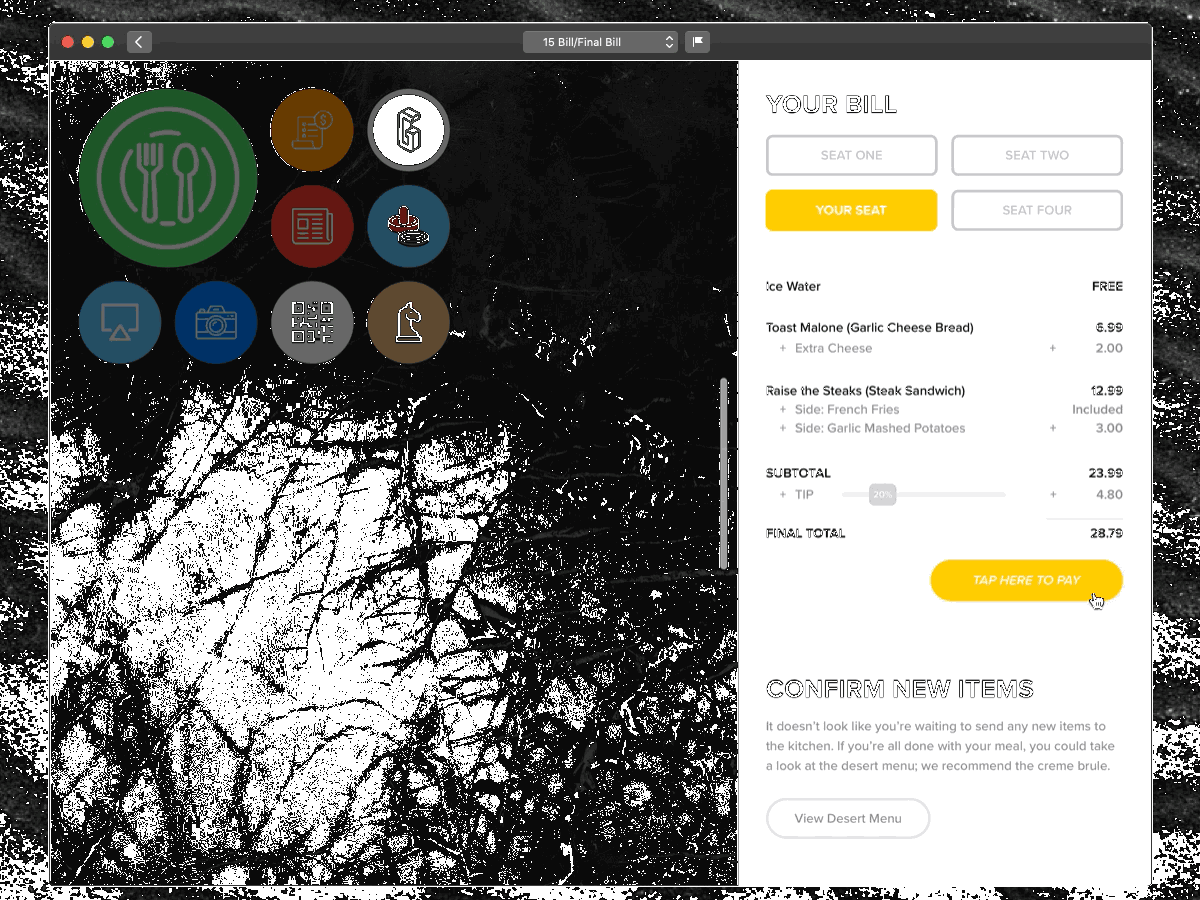 15 Bill/Final Bill
YOUR BILL
SEAT ONE
SEAT TWO
YOUR SEAT
SEAT FOUR
Ice Water FREE
Toast Malone (Garlic Cheese Bread) 6.99
+ Extra Cheese + 2.00
Raise the Steaks (Steak Sandwich) 12.99
+ Side: French Fries Included
+ Side: Garlic Mashed Potatoes + 3.00
SUBTOTAL 23.99
+ TIP 20% + 4.80
FINAL TOTAL 28.79
TAP HERE TO PAY
CONFIRM NEW ITEMS
It doesn't look like you're waiting to send any new items to
the kitchen. If you're all done with your meal, you could take
a look at the desert menu; we recommend the creme brule.
View Desert Menu